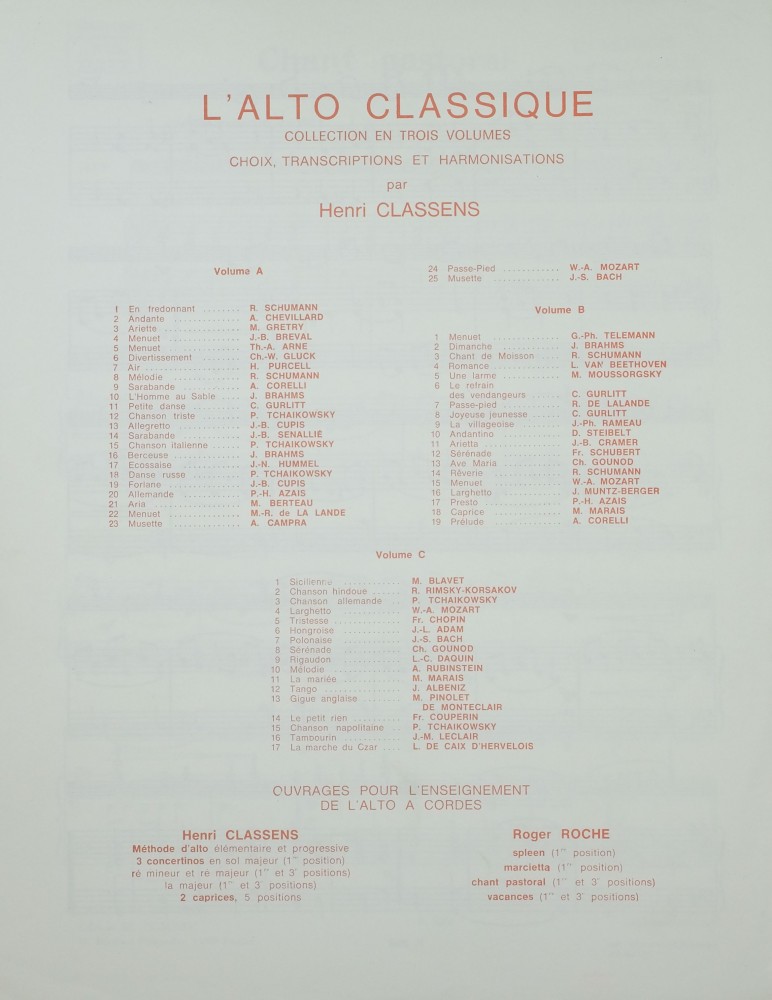 L'ALTO CLASSIQUE
COLLECTION EN TROIS VOLUMES
CHOIX, TRANSCRIPTIONS ET HARMONISATIONS
par
Henri CLASSENS
Volume A
1 En fredonnant ........ R. SCHUMANN
2 Andante ............... A. CHEVILLARD
3 Ariette ................. M. GRETRY
4 Menuet ............... J.-B. BREVAL
5 Menuet ............... Th.-A. ARNE
6 Divertissement ........ Ch.-W. GLUCK
7 Air .................... H. PURCELL
8 Mélodie ............... R. SCHUMANN
9 Sarabande ............ A. CORELLI
10 L'Homme au Sable .... J. BRAHMS
11 Petite danse .......... C. GURLITT
12 Chanson triste ........ P. TCHAIKOWSKY
13 Allegretto ............. J.-B. CUPIS
14 Sarabande ............ J.-B. SENALLIÉ
15 Chanson italienne ..... P. TCHAIKOWSKY
16 Berceuse .............. J. BRAHMS
17 Ecossaise ............. J.-N. HUMMEL
18 Danse russe .......... P. TCHAIKOWSKY
19 Forlane ............... J.-B. CUPIS
20 Allemande ............ P.-H. AZAIS
21 Aria ................... M. BERTEAU
22 Menuet ............... M.-R. de LA LANDE
23 Musette ............... A. CAMPRA
24 Passe-Pied ............ W.-A. MOZART
25 Musette .............. J.-S. BACH
Volume B
1 Menuet .............. G.-Ph. TELEMANN
2 Dimanche ............ J. BRAHMS
3 Chant de Moisson .... R. SCHUMANN
4 Romance ............. L. VAN BEETHOVEN
5 Une larme ........... M. MOUSSORGSKY
6 Le refrain
des vendangeurs ...... C. GURLITT
7 Passe-pied ........... R. DE LALANDE
8 Joyeuse jeunesse ..... C. GURLITT
9 La villageoise ........ J.-Ph. RAMEAU
10 Andantino ............ D. STEIBELT
11 Arietta ............... J.-B. CRAMER
12 Sérénade ............ Fr. SCHUBERT
13 Ave Maria ........... Ch. GOUNOD
14 Rêverie .............. R. SCHUMANN
15 Menuet .............. W.-A. MOZART
16 Larghetto ............ J. MUNTZ-BERGER
17 Presto ............... P.-H. AZAIS
18 Caprice .............. M. MARAIS
19 Prélude .............. A. CORELLI
Volume C
1 Sicilienne ........... M. BLAVET
2 Chanson hindoue ...... R. RIMSKY-KORSAKOV
3 Chanson allemande .. P. TCHAIKOWSKY
4 Larghetto ............ W.-A. MOZART
5 Tristesse ............. Fr. CHOPIN
6 Hongroise ........... J.-L. ADAM
7 Polonaise ............ J.-S. BACH
8 Sérénade ............ Ch. GOUNOD
9 Rigaudon ............ L.-C. DAQUIN
10 Mélodie .............. A. RUBINSTEIN
11 La mariée ........... M. MARAIS
12 Tango ............... J. ALBENIZ
13 Gigue anglaise ....... M. PINOLET
DE MONTECLAIR
14 Le petit rien ......... Fr. COUPERIN
15 Chanson napolitaine .. P. TCHAIKOWSKY
16 Tambourin ........... J.-M. LECLAIR
17 La marche du Czar .... L. DE CAIX D'HERVELOIS
OUVRAGES POUR L'ENSEIGNEMENT
DE L'ALTO A CORDES
Henri CLASSENS
Méthode d'alto élémentaire et progressive
3 concertinos en sol majeur (1re position)
ré mineur et ré majeur (1re et 3e positions)
la majeur (1re et 3 positions)
2 caprices, 5 positions
Roger ROCHE
spleen (1re position)
marcietta (1re position)
chant pastoral (1re et 3e positions)
vacances (1re et 3e positions)